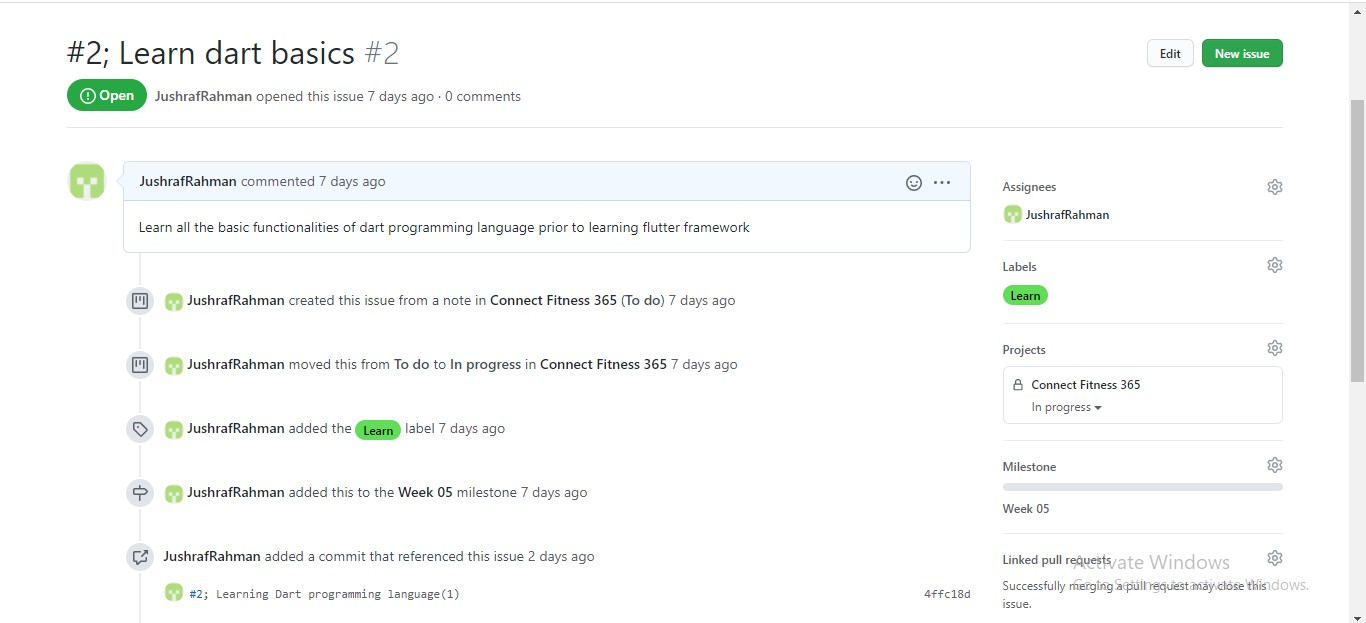 #2; Learn dart basics #2
Edit
New issue
Open
JushrafRahman opened this issue 7 days ago · 0 comments
JushrafRahman commented 7 days ago
Learn all the basic functionalities of dart programming language prior to learning flutter framework
JushrafRahman created this issue from a note in Connect Fitness 365 (To do) 7 days ago
JushrafRahman moved this from To do to In progress in Connect Fitness 365 7 days ago
JushrafRahman added the Learn label 7 days ago
JushrafRahman added this to the Week 05 milestone 7 days ago
JushrafRahman added a commit that referenced this issue 2 days ago
#2; Learning Dart programming language(1)
4ffc18d
Assignees
JushrafRahman
Labels
Learn
Projects
Connect Fitness 365
In progress
Milestone
Week 05
Linked pull requests
Successfully merging a pull request may close this
issue.
Activate Windows
Go to Settings to activate Windows.